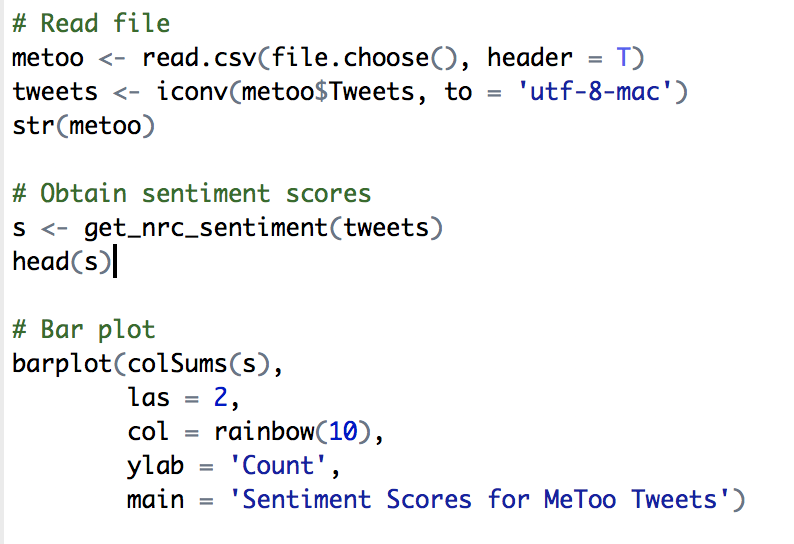 # Read file
metoo <- read.csv(file.choose(), header = T)
tweets <- iconv(metoo$Tweets, to = 'utf-8-mac')
str(metoo)
# Obtain sentiment scores
s <- get_nrc_sentiment(tweets)
head(s)
# Bar plot
barplot(colSums(s),
las = 2,
col = rainbow(10),
ylab = 'Count',
main = 'Sentiment Scores for MeToo Tweets')